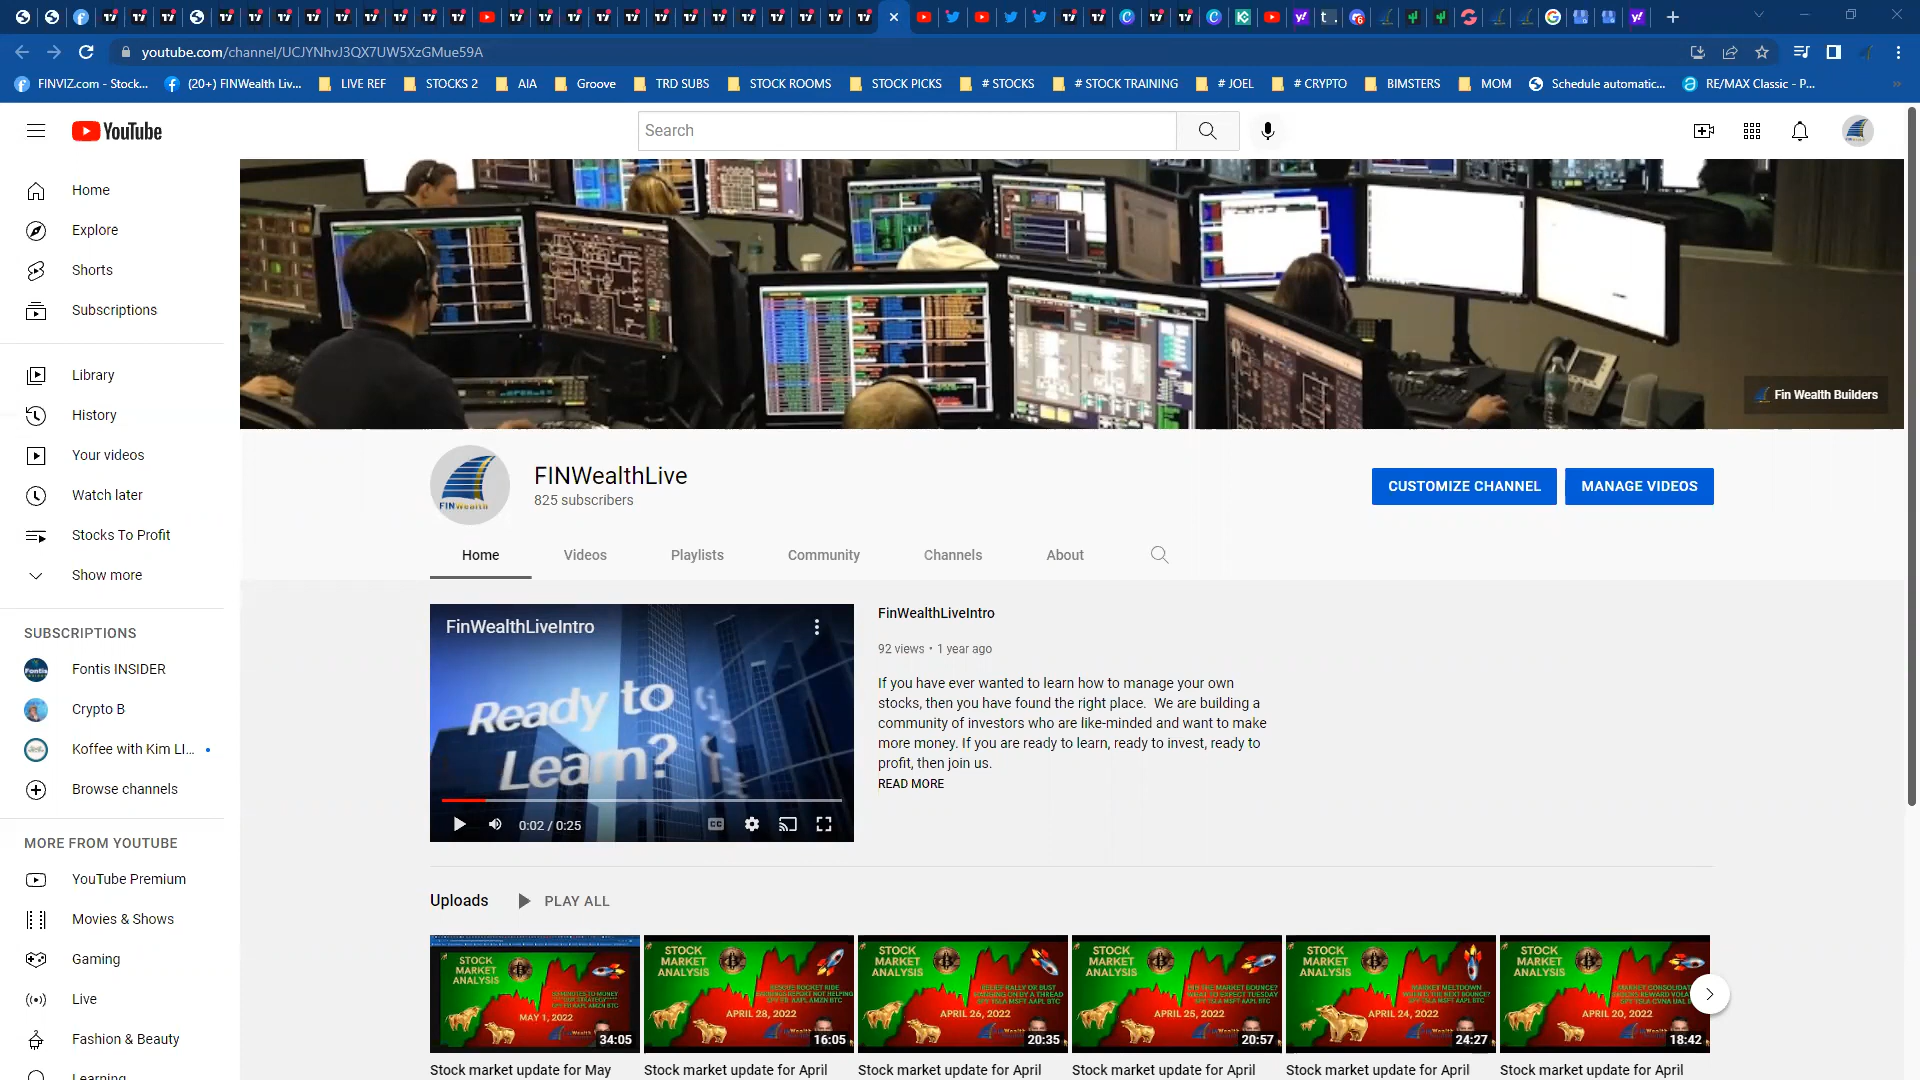 youtube.com/channel/UCJYNhvJ3QX7UW5XzGMue59A
FINVIZ.com - Stock...
(20+) FINWealth Liv...
LIVE REF
STOCKS 2
AIA
Groove
TRD SUBS
STOCK ROOMS
STOCK PICKS
# STOCKS
# STOCK TRAINING
# JOEL
# CRYPTO
BIMSTERS
MOM
Schedule automatic...
RE/MAX Classic - P...
YouTube
Search
Home
Explore
Shorts
Subscriptions
Library
History
Your videos
Watch later
Stocks To Profit
Show more
SUBSCRIPTIONS
Fontis INSIDER
Crypto B
Koffee with Kim LI...
Browse channels
MORE FROM YOUTUBE
YouTube Premium
Movies & Shows
Gaming
Live
Fashion & Beauty
Learning
Fin Wealth Builders
FINWealth
FINWealthLive
825 subscribers
CUSTOMIZE CHANNEL
MANAGE VIDEOS
Home
Videos
Playlists
Community
Channels
About
FinWealthLiveIntro
Ready to
Learn?
0:02 / 0:25
FinWealthLiveIntro
92 views • 1 year ago
If you have ever wanted to learn how to manage your own
stocks, then you have found the right place. We are building a
community of investors who are like-minded and want to make
more money. If you are ready to learn, ready to invest, ready to
profit, then join us.
READ MORE
Uploads
PLAY ALL
STOCK
MARKET
ANALYSIS
MAY 1, 2022
34:05
Stock market update for May
STOCK
MARKET
ANALYSIS
APRIL 28, 2022
16:05
Stock market update for April
STOCK
MARKET
ANALYSIS
APRIL 26, 2022
20:35
Stock market update for April
STOCK
MARKET
ANALYSIS
APRIL 25, 2022
20:57
Stock market update for April
STOCK
MARKET
ANALYSIS
APRIL 24, 2022
24:27
Stock market update for April
STOCK
MARKET
ANALYSIS
APRIL 20, 2022
18:42
Stock market update for April